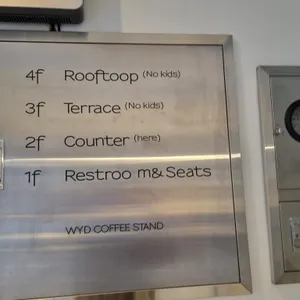 4f Rooftoop (No kids)
3f Terrace (No kids)
2f Counter (here)
1f Restroo m& Seats
WYD COFFEE STAND